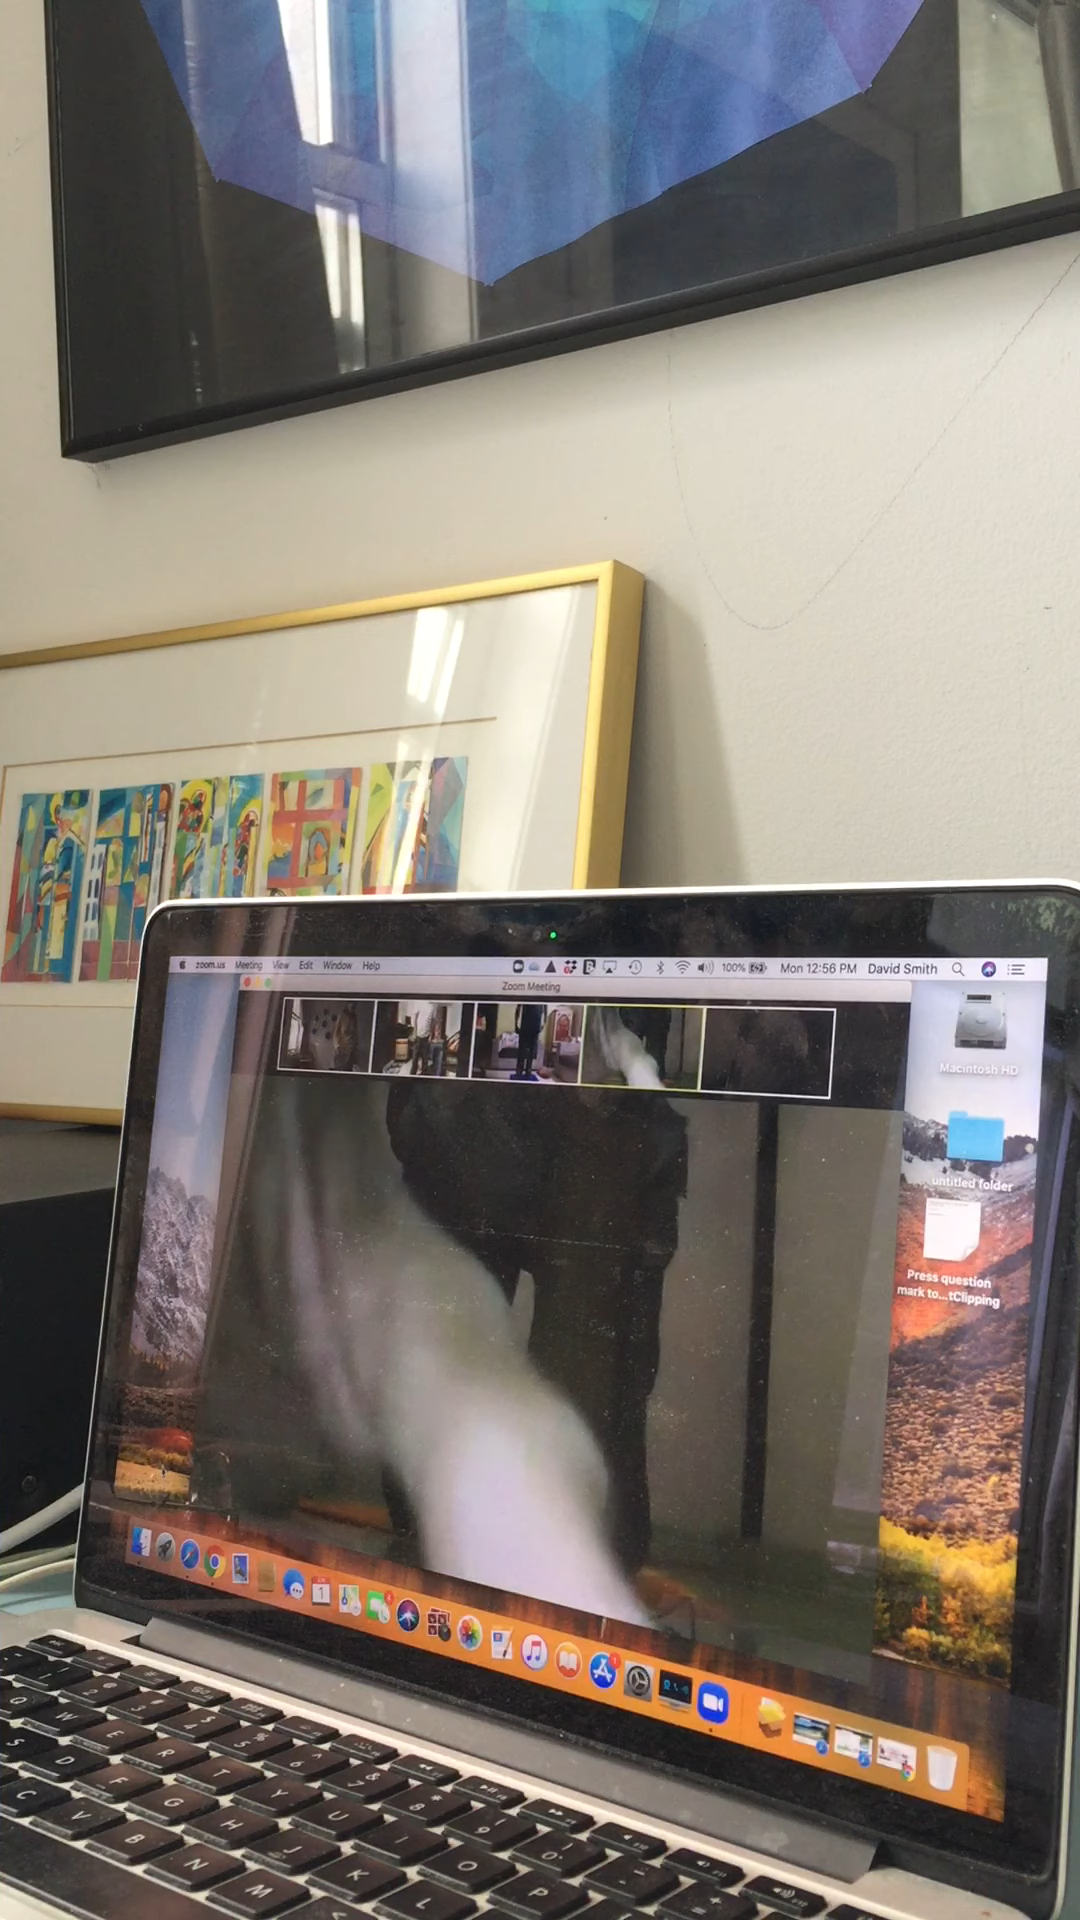 zoom.us Meeting View Edit Window Help 100% Mon 12:56 PM David Smith
Zoom Meeting
Macintosh HD
untitled folder
Press question
mark to...tClipping
1
Q W E R T Y U I O P
S D F G H J K L
C V B N M